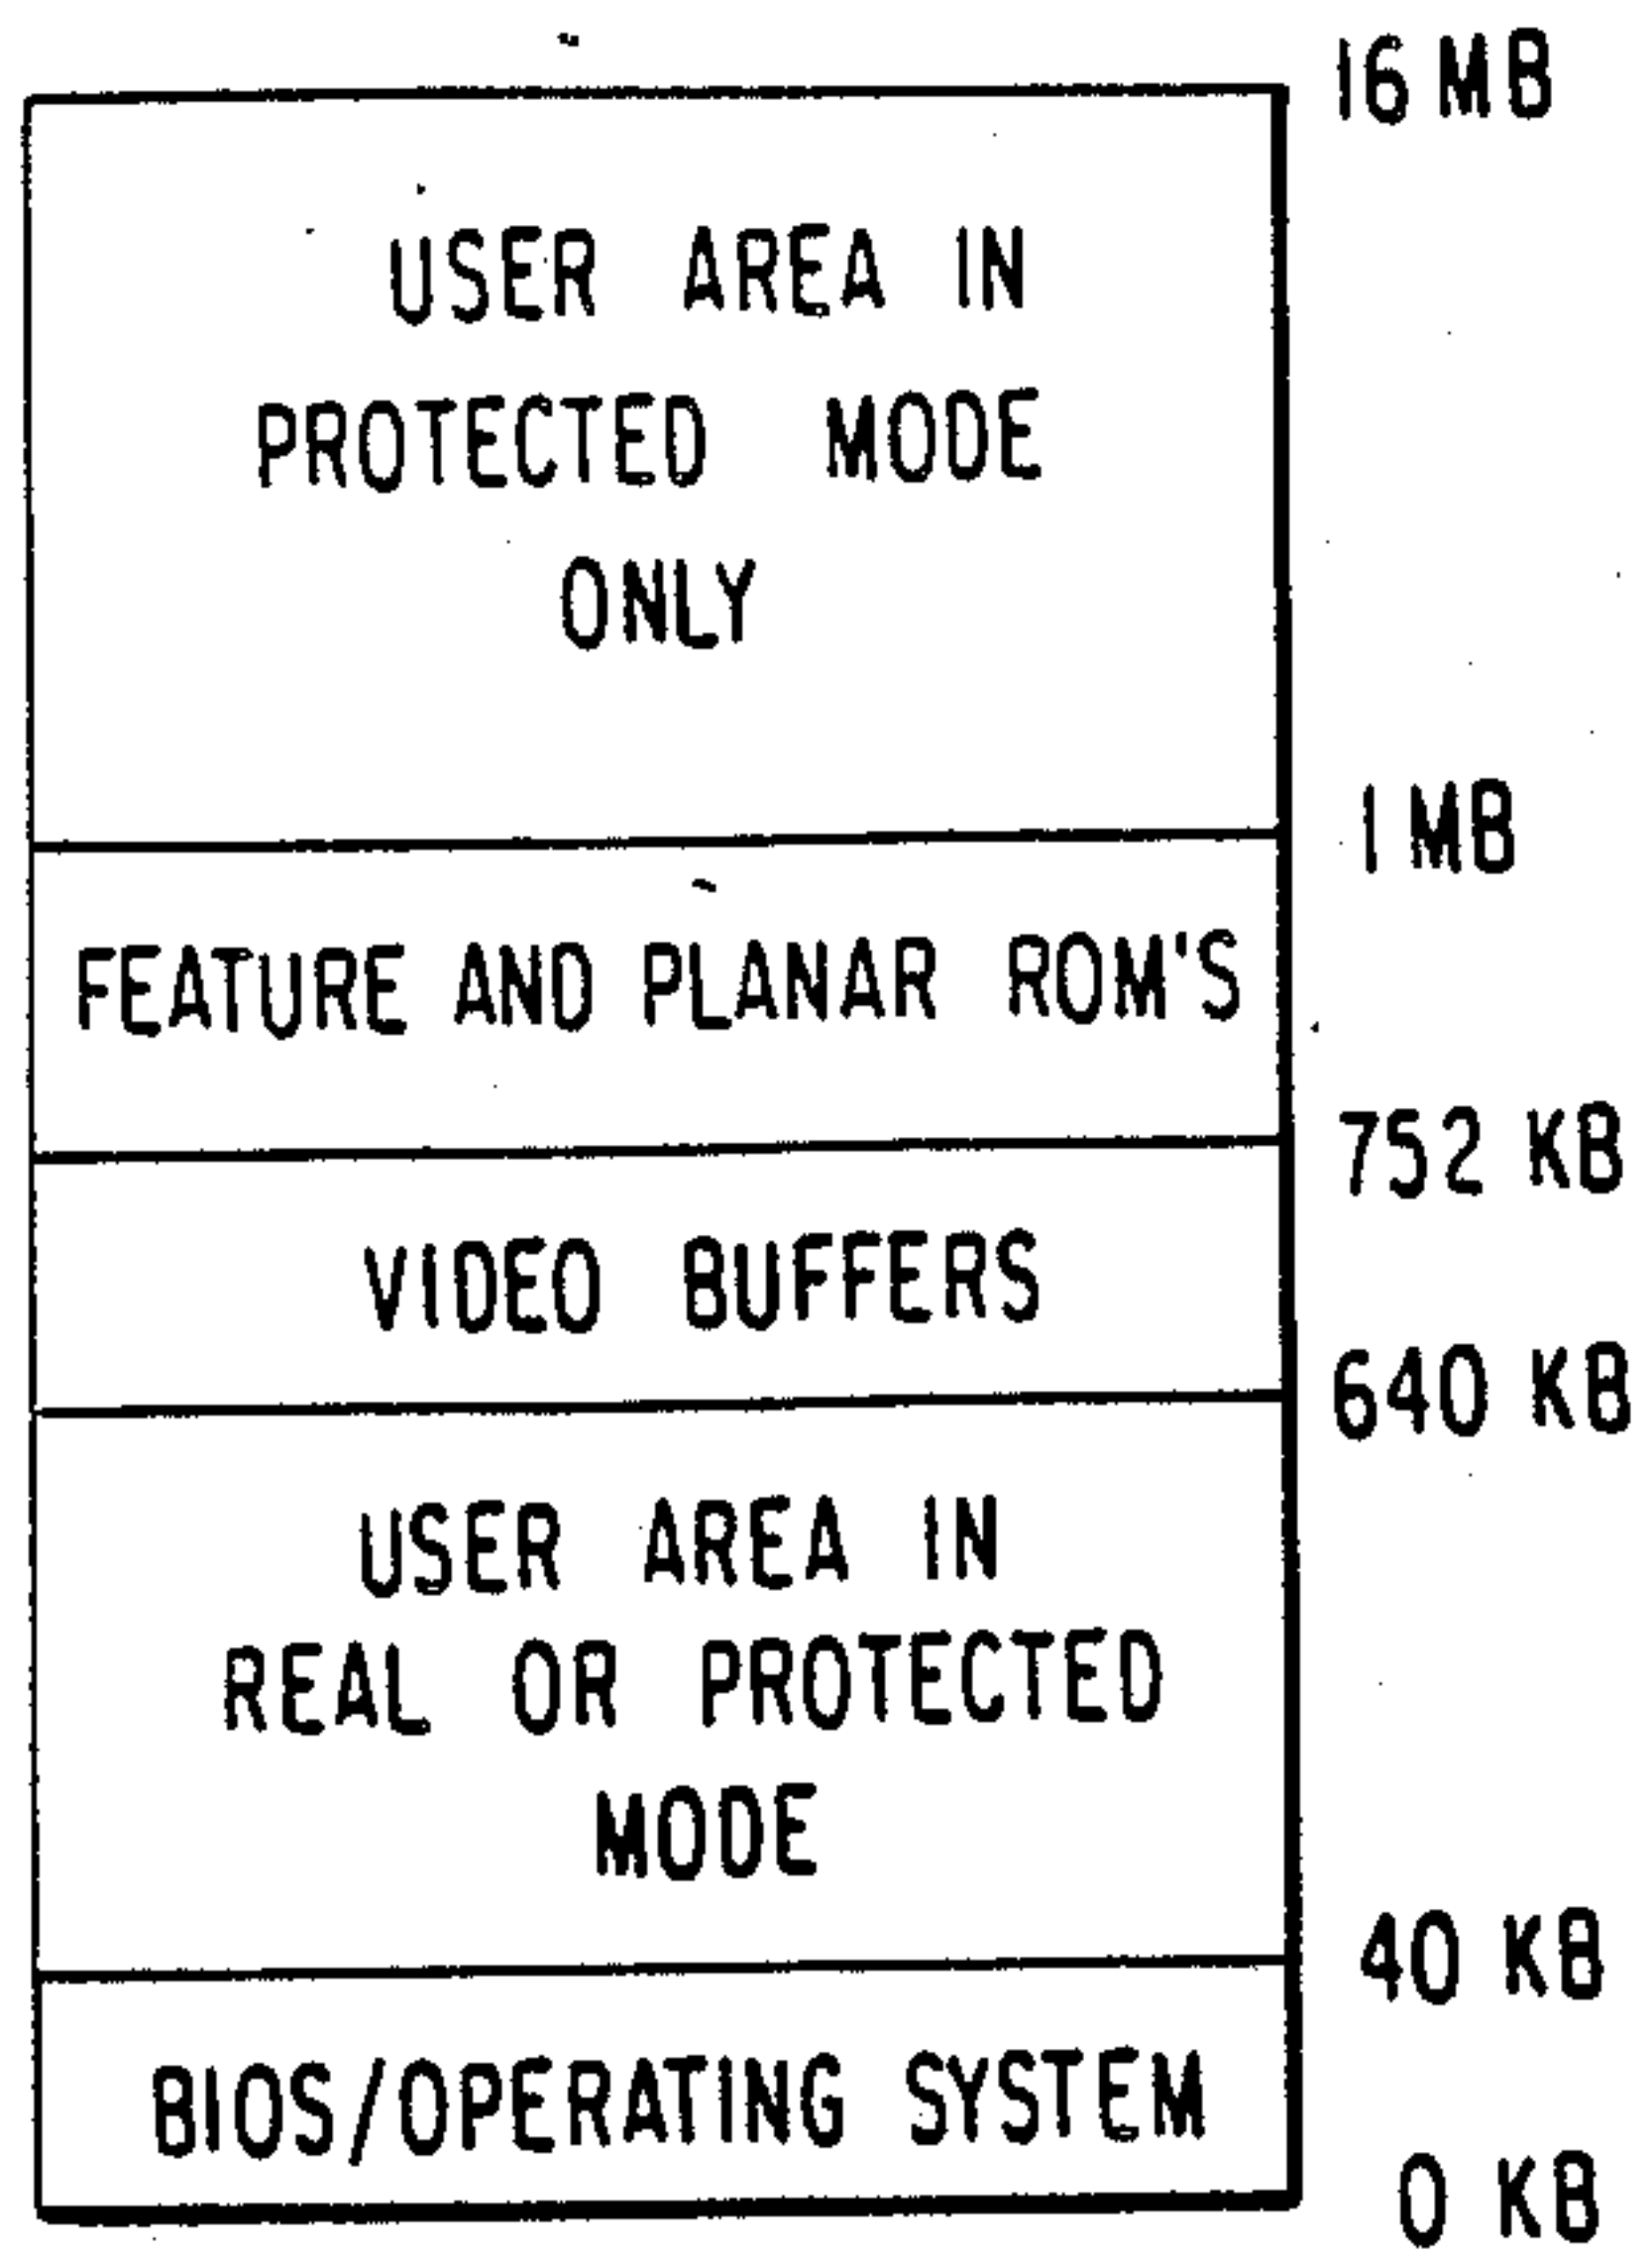 16 MB
USER AREA IN
PROTECTED MODE
ONLY
1 MB
FEATURE AND PLANAR ROM'S
752 KB
VIDEO BUFFERS
640 KB
USER AREA IN
REAL OR PROTECTED
MODE
40 KB
BIOS/OPERATING SYSTEM
0 KB